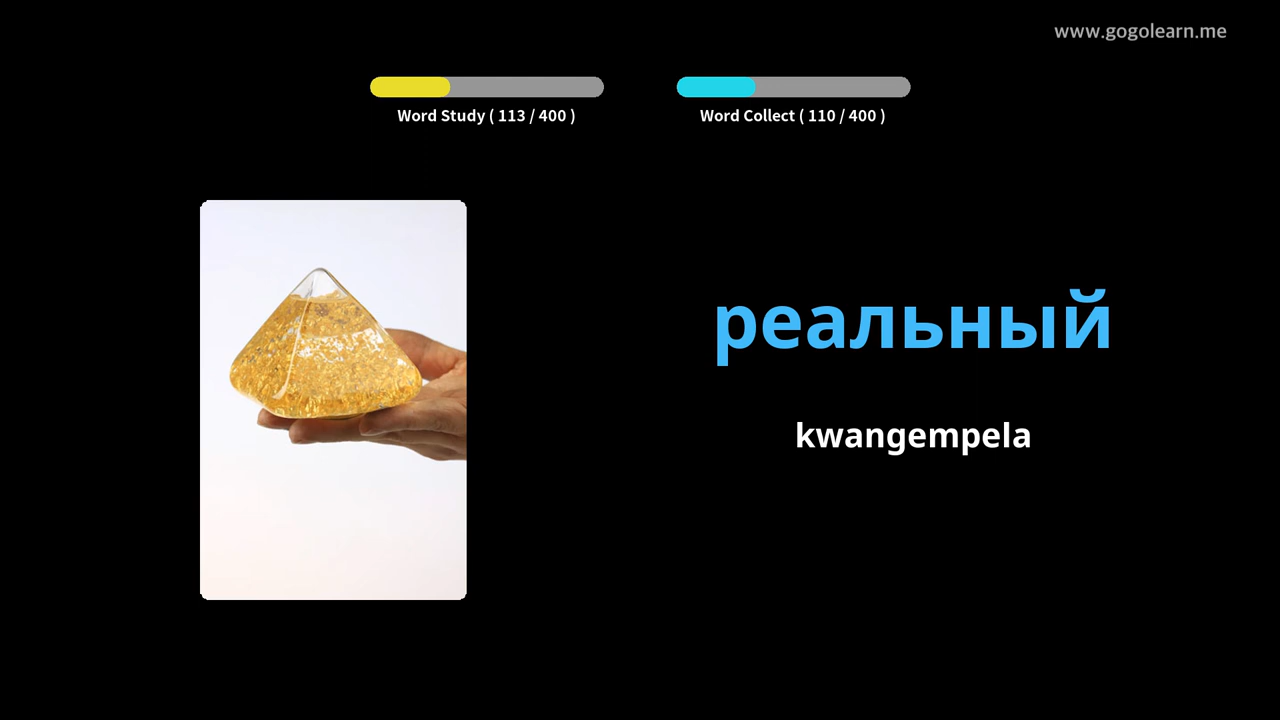 www.gogolearn.me
Word Study ( 113 / 400 )
Word Collect ( 110 / 400 )
реальный
kwangempela